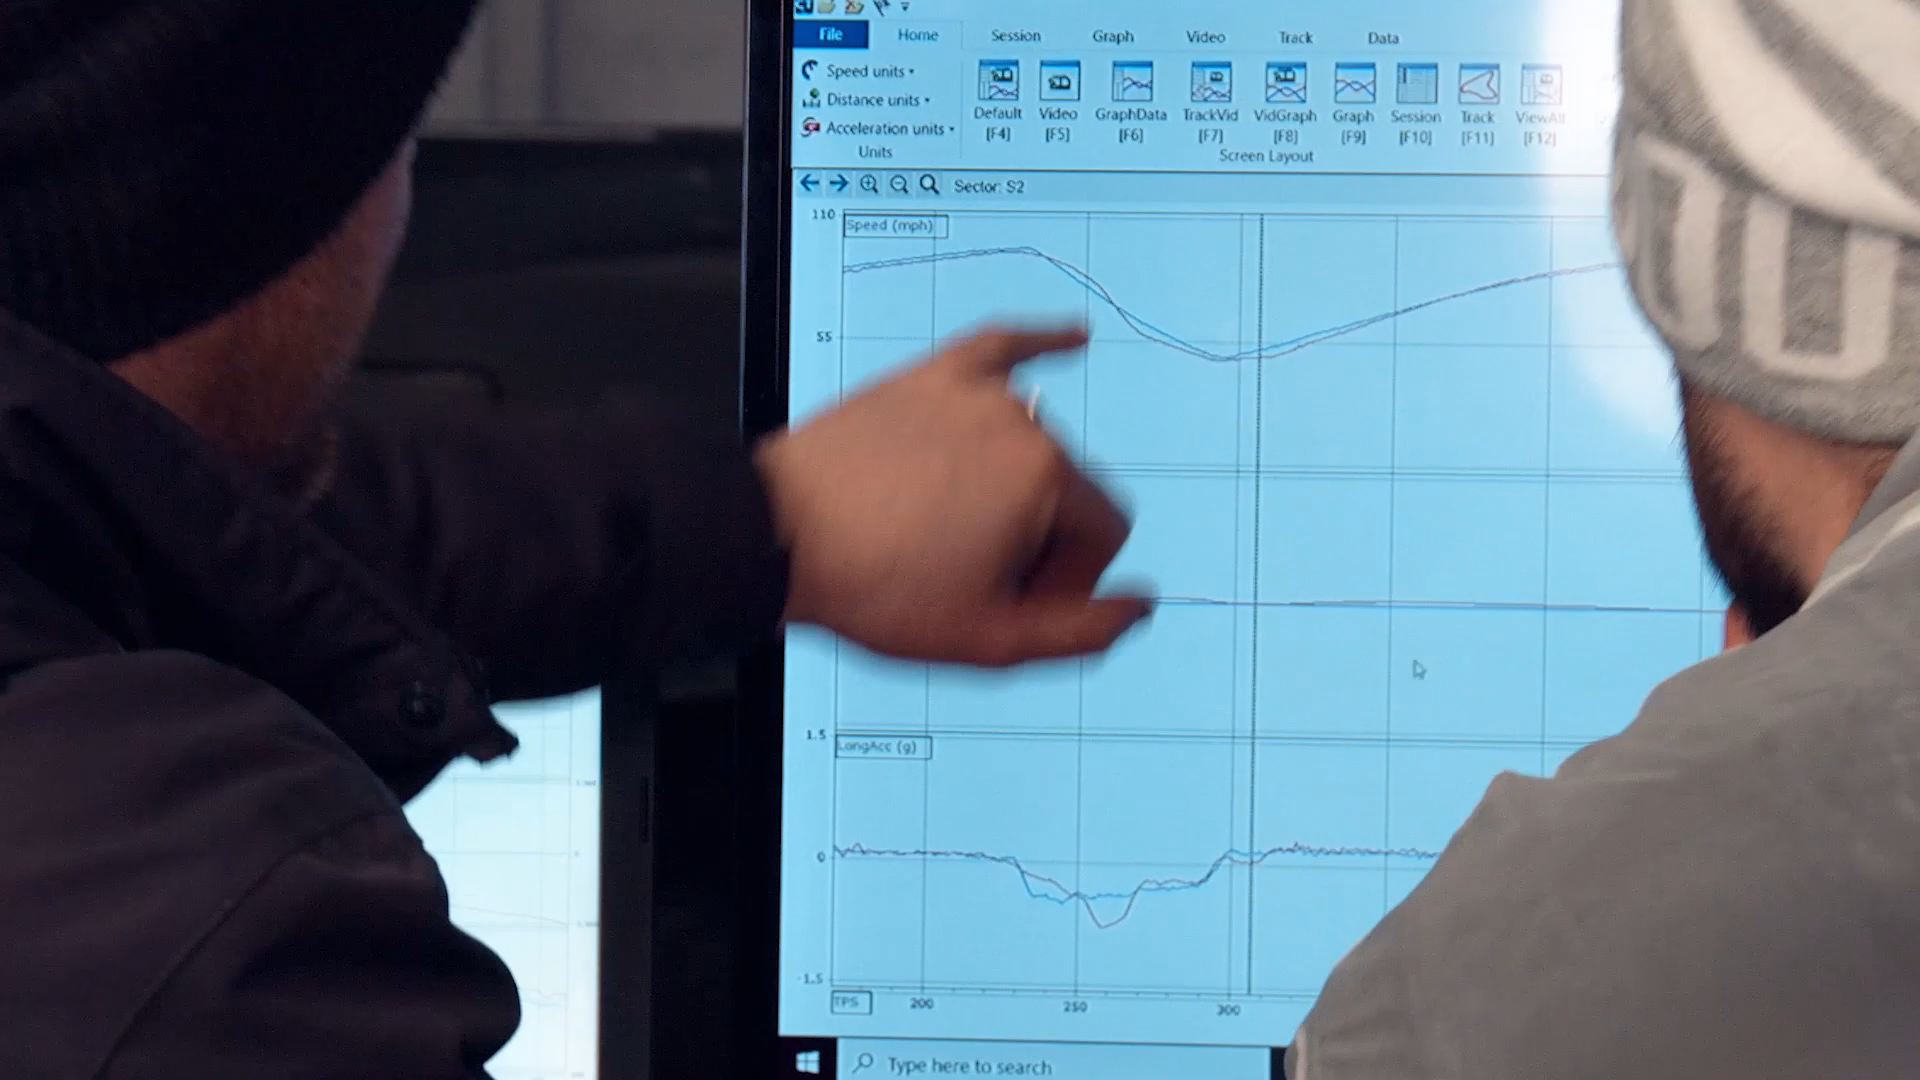 File Home Session Graph Video Track Data
Speed units
Distance units
Acceleration units
Units
Default Video GraphData TrackVid VidGraph Graph Session Track ViewAll
[F4] [F5] [F6] [F7] [F8] [F9] [F10] [F11] [F12]
Screen Layout
Sector: S2
110
Speed (mph)
55
1.5
LongAcc (g)
0
-1.5
TPS
200 250 300
Type here to search